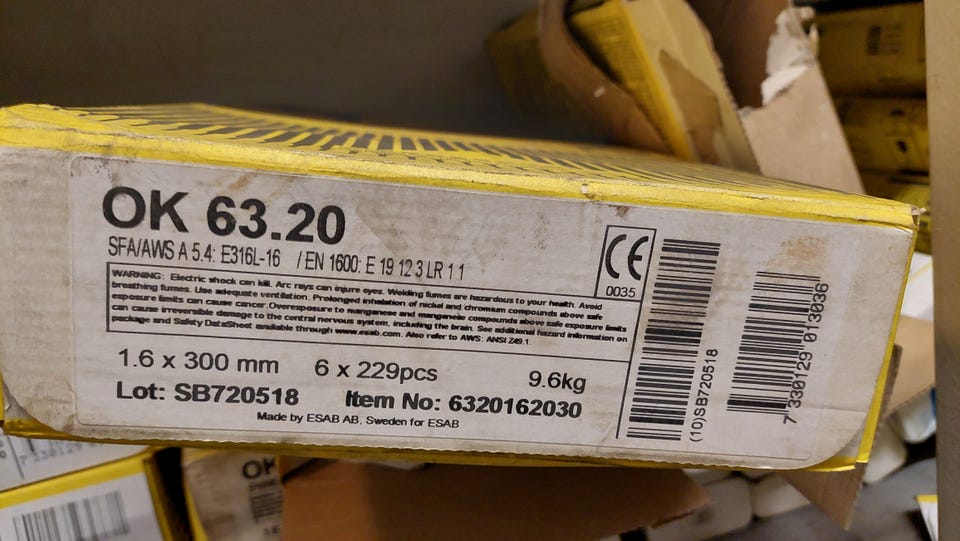 OK 63.20
SFA/AWS A 5.4: E316L-16 / EN 1600: E 19 12 3 LR 1 1
WARNING: Electric shock can kill. Arc rays can injure eyes. Welding fumes are hazardous to your health. Avoid
breathing fumes. Use adequate ventilation. Prolonged inhalation of nickel and chromium compounds above safe
exposure limits can cause cancer. Overexposure to manganese and manganese compounds above safe exposure limits
can cause irreversible damage to the central nervous system, including the brain. See additional hazard information on
package and Safety DataSheet available through www.esab.com. Also refer to AWS: ANSI Z49.1.
CE
0035
1.6 x 300 mm 6 x 229pcs 9.6kg
Lot: SB720518 Item No: 6320162030
Made by ESAB AB, Sweden for ESAB
(10)SB720518
7 330129 013036
OK